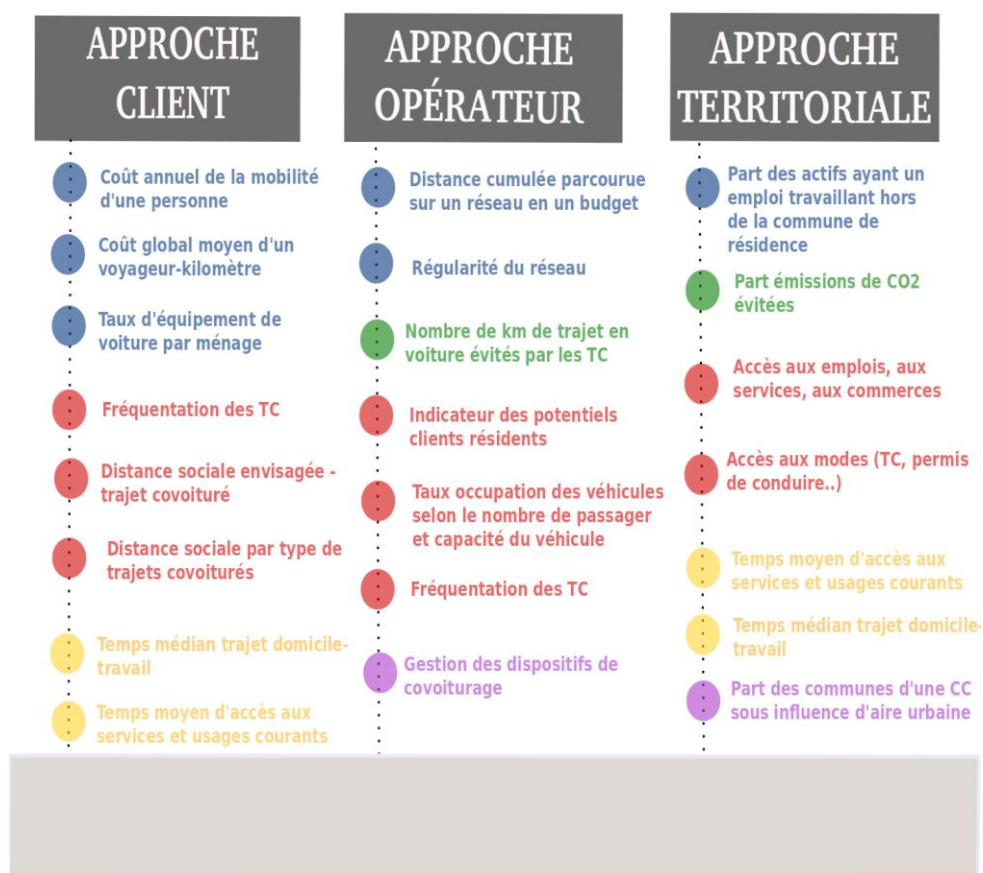 APPROCHE
CLIENT
Coût annuel de la mobilité
d'une personne
Coût global moyen d'un
voyageur-kilomètre
Taux d'équipement de
voiture par ménage
Fréquentation des TC
Distance sociale envisagée -
trajet covoituré
Distance sociale par type de
trajets covoiturés
Temps médian trajet domicile-
travail
Temps moyen d'accès aux
services et usages courants
APPROCHE
OPÉRATEUR
Distance cumulée parcourue
sur un réseau en un budget
Régularité du réseau
Nombre de km de trajet en
voiture évités par les TC
Indicateur des potentiels
clients résidents
Taux occupation des véhicules
selon le nombre de passager
et capacité du véhicule
Fréquentation des TC
Gestion des dispositifs de
covoiturage
APPROCHE
TERRITORIALE
Part des actifs ayant un
emploi travaillant hors
de la commune de
résidence
Part émissions de CO2
évitées
Accès aux emplois, aux
services, aux commerces
Accès aux modes (TC, permis
de conduire..)
Temps moyen d'accès aux
services et usages courants
Temps médian trajet domicile-
travail
Part des communes d'une CC
sous influence d'aire urbaine